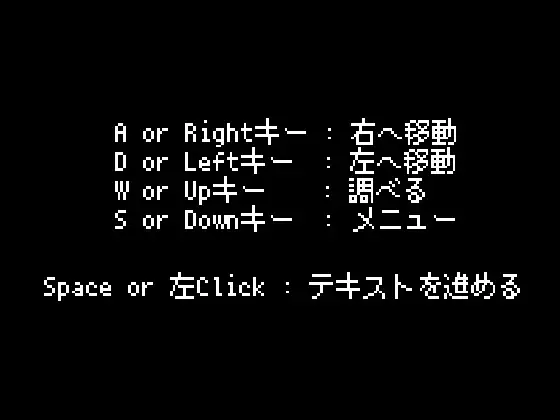 A or Rightキー : 右へ移動
D or Leftキー : 左へ移動
W or Upキー : 調べる
S or Downキー : メニュー
Space or 左Click : テキストを進める